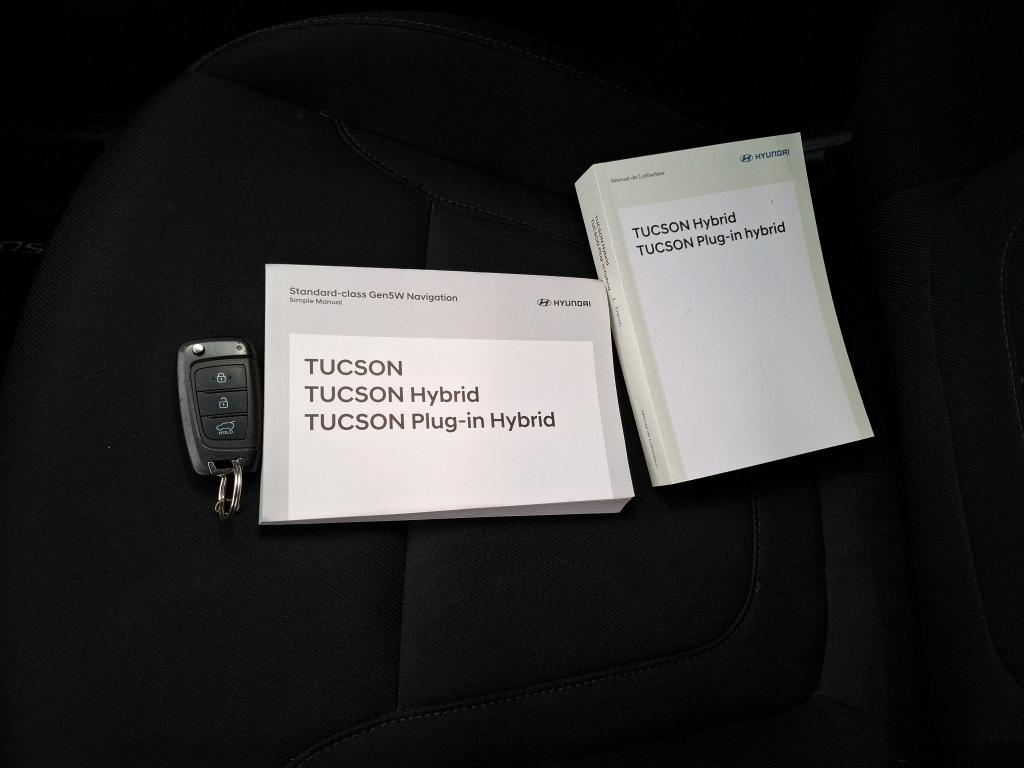 Standard-class Gen5W Navigation
Simple Manual
HYUNDAI
TUCSON
TUCSON Hybrid
TUCSON Plug-in Hybrid
HYUNDAI
Manuel de L'utilisateur
TUCSON Hybrid
TUCSON Plug-in hybrid
HOLD